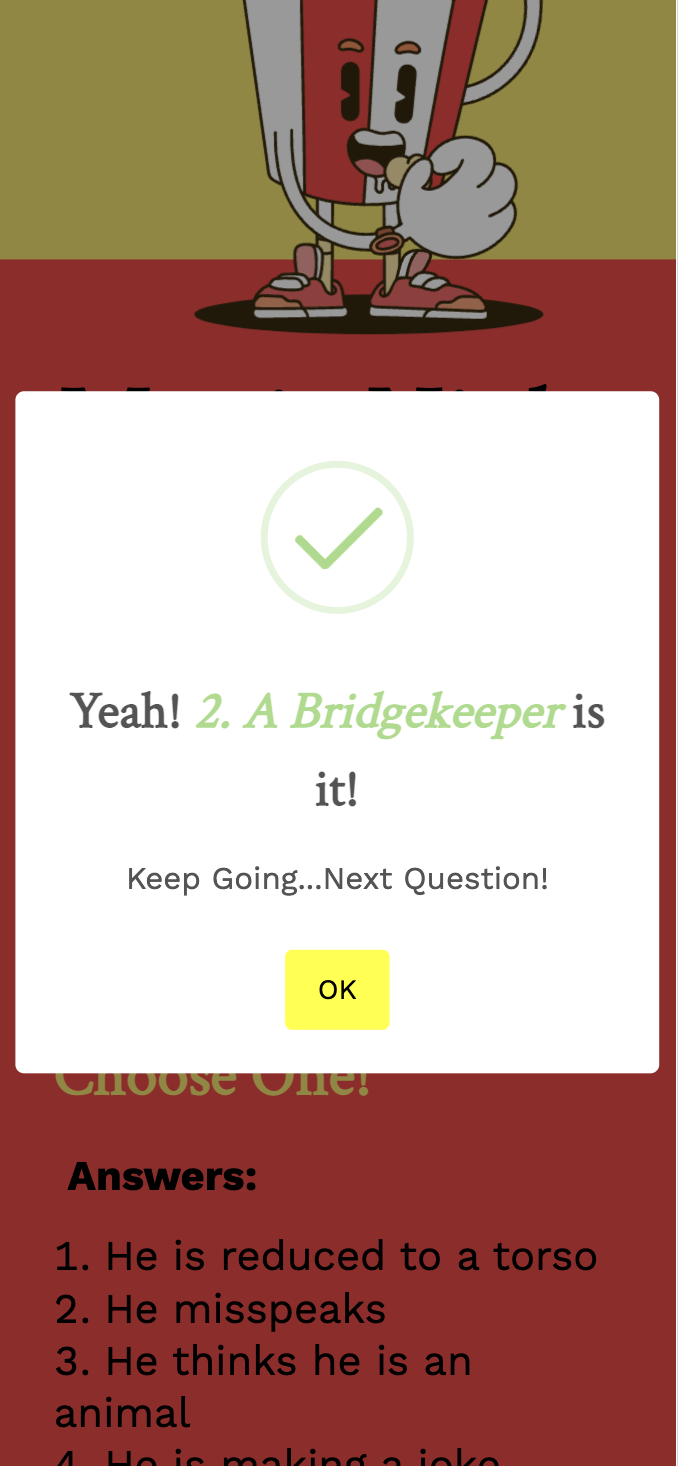 Yeah! 2. A Bridgekeeper is
it!
Keep Going...Next Question!
OK
Choose One!
Answers:
1. He is reduced to a torso
2. He misspeaks
3. He thinks he is an
animal
4. He is making a joke